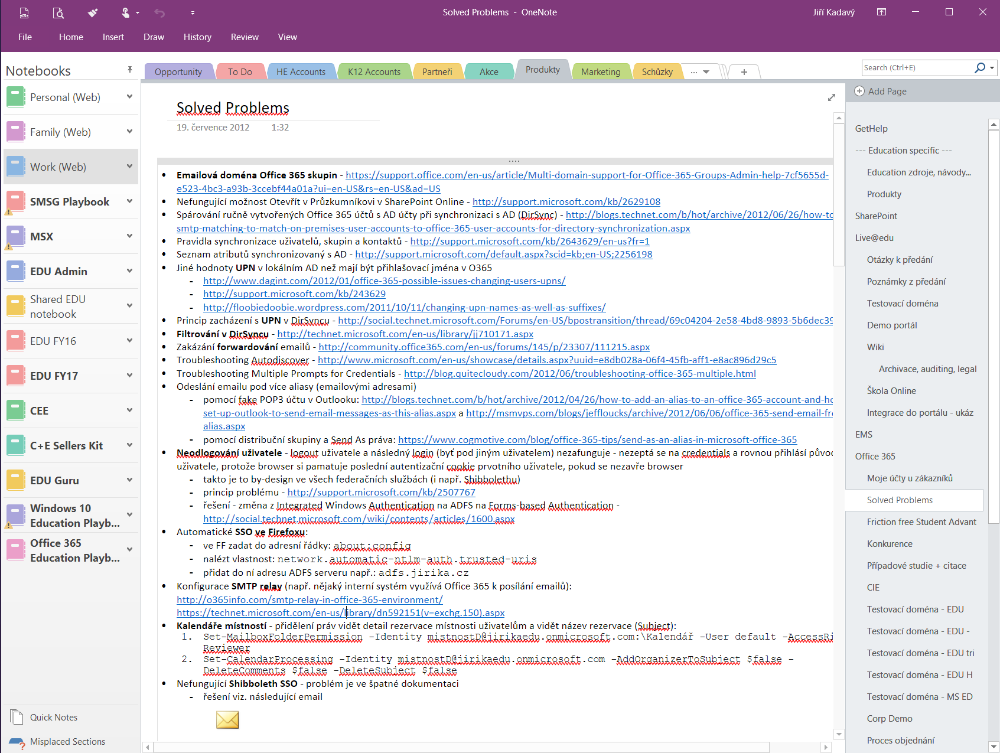 Solved Problems - OneNote
Jiří Kadavý
File Home Insert Draw History Review View
Notebooks
Opportunity To Do HE Accounts K12 Accounts Partneři Akce Produkty Marketing Schůzky ... +
Search (Ctrl+E)
Personal (Web)
Family (Web)
Work (Web)
SMSG Playbook
MSX
EDU Admin
Shared EDU
notebook
EDU FY16
EDU FY17
CEE
C+E Sellers Kit
EDU Guru
Windows 10
Education Playb...
Office 365
Education Playb...
Quick Notes
Misplaced Sections
Solved Problems
19. července 2012 1:32
• Emailová doména Office 365 skupin - https://support.office.com/en-us/article/Multi-domain-support-for-Office-365-Groups-Admin-help-7cf5655d-
e523-4bc3-a93b-3ccebf44a01a?ui=en-US&rs=en-US&ad=US
• Nefungující možnost Otevřít v Průzkumníkovi v SharePoint Online - http://support.microsoft.com/kb/2629108
• Spárování ručně vytvořených Office 365 účtů s AD účty při synchronizaci s AD (DirSync) - http://blogs.technet.com/b/hot/archive/2012/06/26/how-to
smtp-matching-to-match-on-premises-user-accounts-to-office-365-user-accounts-for-directory-synchronization.aspx
• Pravidla synchronizace uživatelů, skupin a kontaktů - http://support.microsoft.com/kb/2643629/en-us?fr=1
• Seznam atributů synchronizovaný s AD - http://support.microsoft.com/default.aspx?scid=kb;en-US;2256198
• Jiné hodnoty UPN v lokálním AD než mají být přihlašovací jména v O365
- http://www.dagint.com/2012/01/office-365-possible-issues-changing-users-upns/
- http://support.microsoft.com/kb/243629
- http://floobiedoobie.wordpress.com/2011/10/11/changing-upn-names-as-well-as-suffixes/
• Princip zacházení s UPN v DirSyncu - http://social.technet.microsoft.com/Forums/en-US/bpostransition/thread/69c04204-2e58-4bd8-9893-5b6dec39
• Filtrování v DirSyncu - http://technet.microsoft.com/en-us/library/jj710171.aspx
• Zakázání forwardování emailů - http://community.office365.com/en-us/forums/145/p/23307/111215.aspx
• Troubleshooting Autodiscover - http://www.microsoft.com/en-us/showcase/details.aspx?uuid=e8db028a-06f4-45fb-aff1-e8ac896d29c5
• Troubleshooting Multiple Prompts for Credentials - http://blog.quitecloudy.com/2012/06/troubleshooting-office-365-multiple.html
• Odeslání emailu pod více aliasy (emailovými adresami)
- pomocí fake POP3 účtu v Outlooku: http://blogs.technet.com/b/hot/archive/2012/04/26/how-to-add-an-alias-to-an-office-365-account-and-ho
set-up-outlook-to-send-email-messages-as-this-alias.aspx a http://msmvps.com/blogs/jeffloucks/archive/2012/06/06/office-365-send-email-fr
alias.aspx
- pomocí distribuční skupiny a Send As práva: https://www.cogmotive.com/blog/office-365-tips/send-as-an-alias-in-microsoft-office-365
• Neodlogování uživatele - logout uživatele a následný login (byť pod jiným uživatelem) nezafunguje - nezeptá se na credentials a rovnou přihlásí původ
uživatele, protože browser si pamatuje poslední autentizační cookie prvotního uživatele, pokud se nezavře browser
- takto je to by-design ve všech federačních službách (i např. Shibbolethu)
- princip problému - http://support.microsoft.com/kb/2507767
- řešení - změna z Integrated Windows Authentication na ADFS na Forms-based Authentication -
http://social.technet.microsoft.com/wiki/contents/articles/1600.aspx
• Automatické SSO ve Firefoxu:
- ve FF zadat do adresní řádky: about:config
- nalézt vlastnost: network.automatic-ntlm-auth.trusted-uris
- přidat do ní adresu ADFS serveru např.: adfs.jirika.cz
• Konfigurace SMTP relay (např. nějaký interní systém využívá Office 365 k posílání emailů):
http://o365info.com/smtp-relay-in-office-365-environment/
https://technet.microsoft.com/en-us/library/dn592151(v=exchg.150).aspx
• Kalendáře místností - přidělení práv vidět detail rezervace místnosti uživatelům a vidět název rezervace (Subject):
1. Set-MailboxFolderPermission -Identity mistnostD@jirikaedu.onmicrosoft.com:\Kalendář -User default -AccessRi
Reviewer
2. Set-CalendarProcessing -Identity mistnostD@jirikaedu.onmicrosoft.com -AddOrganizerToSubject $false -
DeleteComments $false -DeleteSubject $false
• Nefungující Shibboleth SSO - problém je ve špatné dokumentaci
- řešení viz. následující email
Add Page
GetHelp
--- Education specific ---
Education zdroje, návody...
Produkty
SharePoint
Live@edu
Otázky k předání
Poznámky z předání
Testovací doména
Demo portál
Wiki
Archivace, auditing, legal
Škola Online
Integrace do portálu - ukáz
EMS
Office 365
Moje účty u zákazníků
Solved Problems
Friction free Student Advant
Konkurence
Případové studie + citace
CIE
Testovací doména - EDU
Testovací doména - EDU -
Testovací doména - EDU tri
Testovací doména - EDU H
Testovací doména - MS ED
Corp Demo
Proces objednání